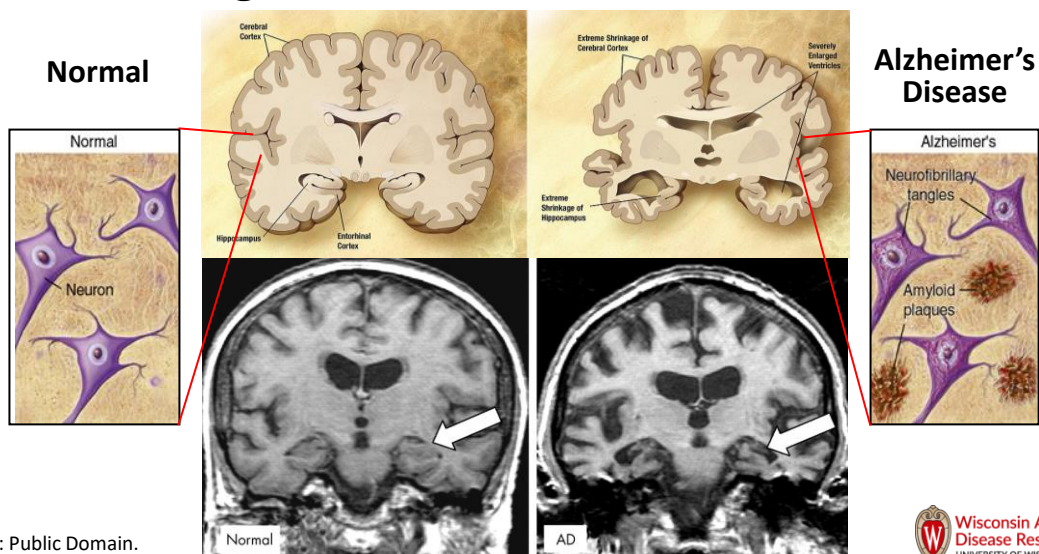 Normal
Alzheimer's
Disease
Cerebral
Cortex
Hippocampus
Entorhinal
Cortex
Extreme Shrinkage of
Cerebral Cortex
Severely
Enlarged
Ventricles
Extreme
Shrinkage of
Hippocampus
Normal
Neuron
Alzheimer's
Neurofibrillary
tangles
Amyloid
plaques
Normal
AD
: Public Domain.
W
Wisconsin A
Disease Res